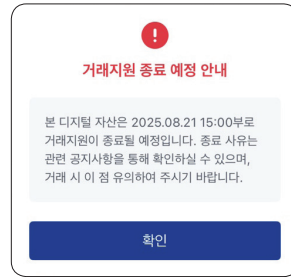 거래지원 종료 예정 안내
본 디지털 자산은 2025.08.21 15:00부로
거래지원이 종료될 예정입니다. 종료 사유는
관련 공지사항을 통해 확인하실 수 있으며,
거래 시 이 점 유의하여 주시기 바랍니다.
확인